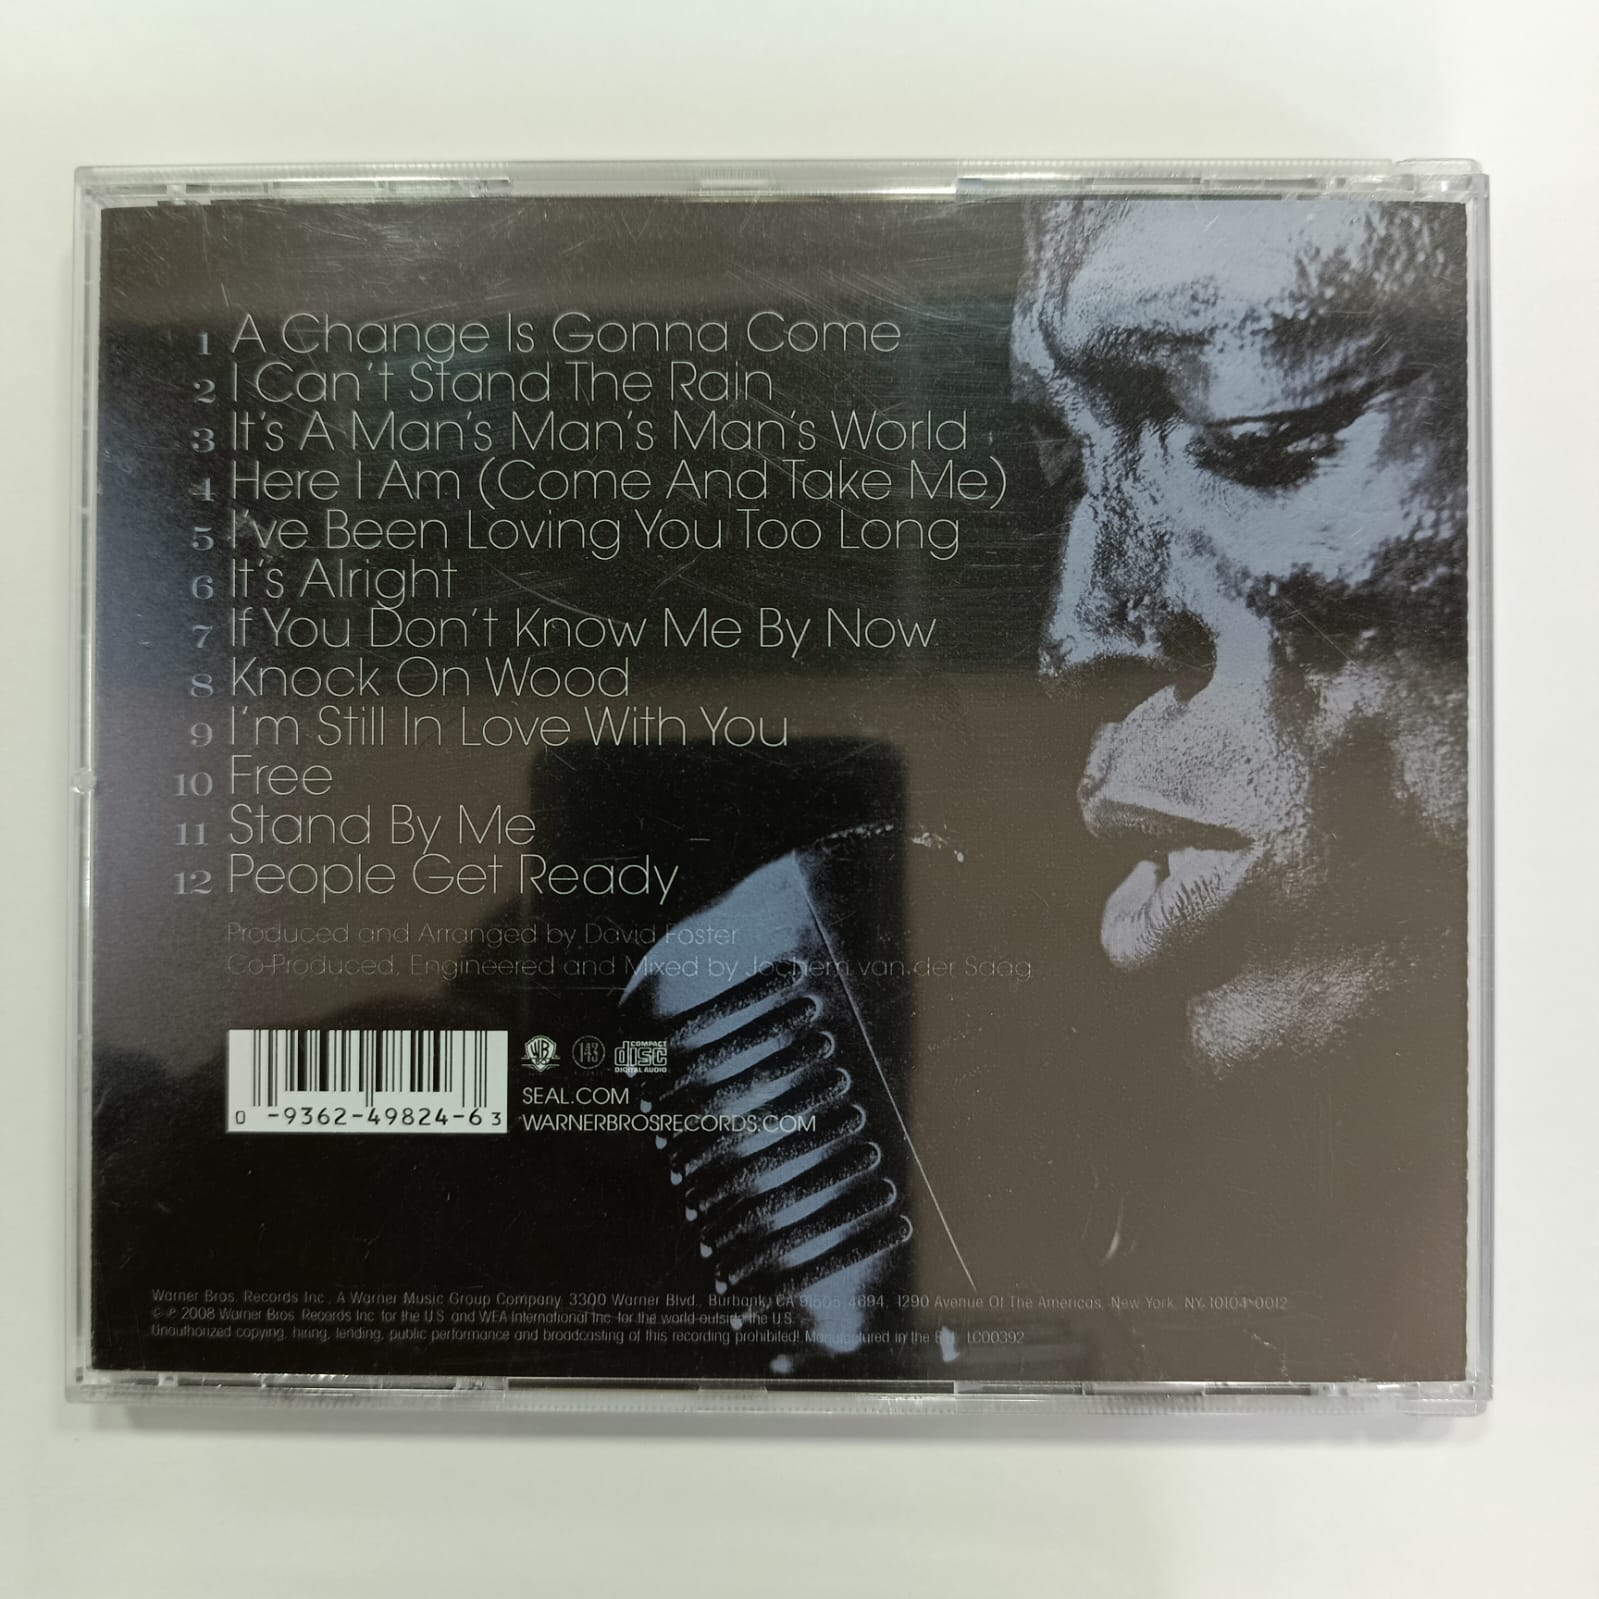 1 A Change Is Gonna Come
2 I Can't Stand The Rain
3 It's A Man's Man's Man's World
4 Here I Am (Come And Take Me)
5 I've Been Loving You Too Long
6 It's Alright
7 If You Don't Know Me By Now
8 Knock On Wood
9 I'm Still In Love With You
10 Free
11 Stand By Me
12 People Get Ready
Produced and Arranged by David Foster
Co-Produced, Engineered and Mixed by Jochem van der Saag
WB 143 COMPACT disc DIGITAL AUDIO
SEAL.COM
0 -9362-49824-6 3 WARNERBROSRECORDS.COM
Warner Bros. Records Inc., A Warner Music Group Company, 3300 Warner Blvd., Burbank, CA 91505-4694, 1290 Avenue Of The Americas, New York, NY 10104-0012
© ℗ 2008 Warner Bros. Records Inc. for the U.S. and WEA International Inc. for the world outside the U.S.
Unauthorized copying, hiring, lending, public performance and broadcasting of this recording prohibited! Manufactured in the LC00392